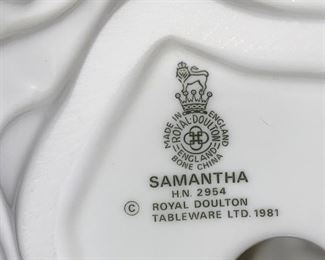 MADE IN ENGLAND
ROYAL DOULTON
ENGLAND
BONE CHINA
SAMANTHA
H.N. 2954
© ROYAL DOULTON
TABLEWARE LTD. 1981